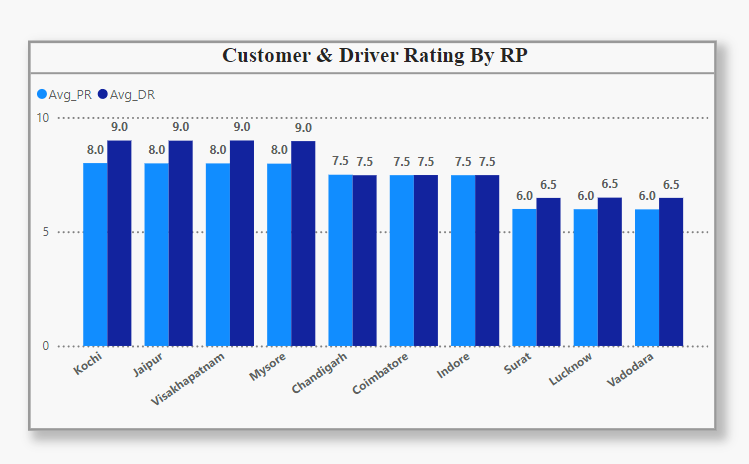 Customer & Driver Rating By RP
Avg_PR Avg_DR
10
5
0
8.0 9.0 8.0 9.0 8.0 9.0 8.0 9.0 7.5 7.5 7.5 7.5 7.5 7.5 6.0 6.5 6.0 6.5 6.0 6.5
Kochi Jaipur Visakhapatnam Mysore Chandigarh Coimbatore Indore Surat Lucknow Vadodara